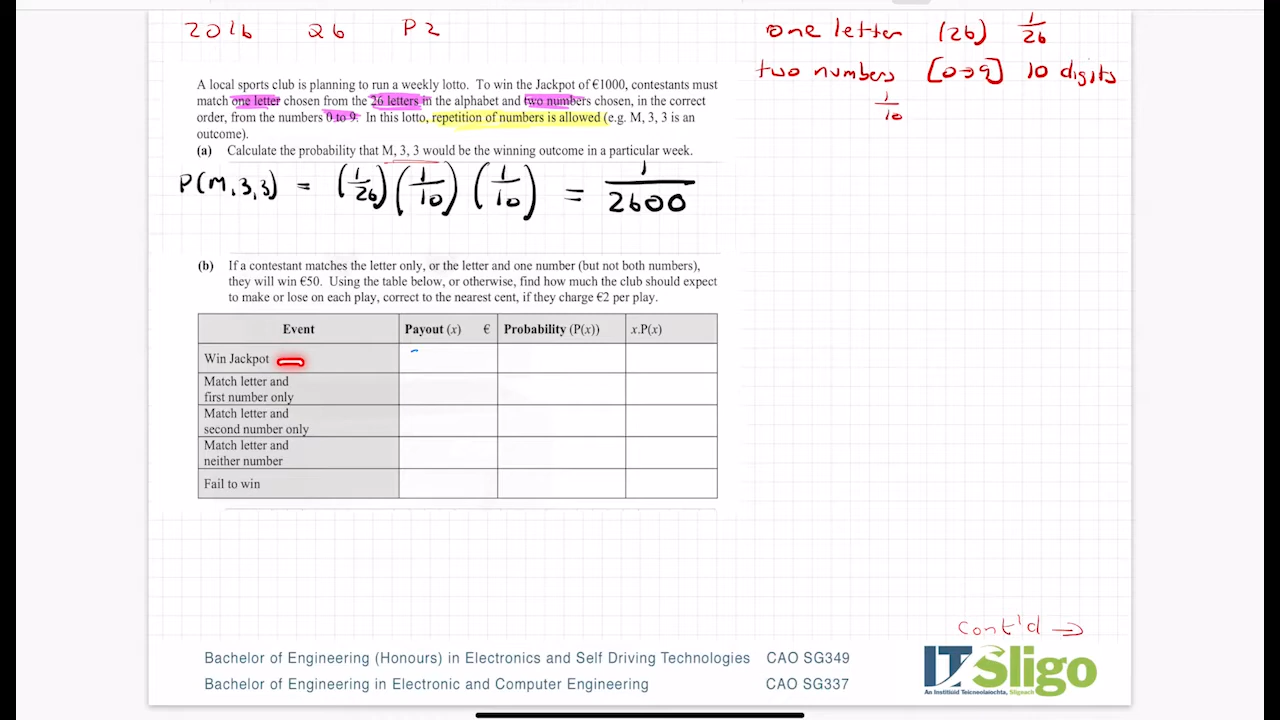 2016 Q6 P2
one letter (26) 1/26
two numbers [0→9] 10 digits
1/10
A local sports club is planning to run a weekly lotto. To win the Jackpot of €1000, contestants must
match one letter chosen from the 26 letters in the alphabet and two numbers chosen, in the correct
order, from the numbers 0 to 9. In this lotto, repetition of numbers is allowed (e.g. M, 3, 3 is an
outcome).
(a) Calculate the probability that M, 3, 3 would be the winning outcome in a particular week.
P(M,3,3) = (1/26)(1/10)(1/10) = 1/2600
(b) If a contestant matches the letter only, or the letter and one number (but not both numbers),
they will win €50. Using the table below, or otherwise, find how much the club should expect
to make or lose on each play, correct to the nearest cent, if they charge €2 per play.
Event Payout (x) € Probability (P(x)) x.P(x)
Win Jackpot
Match letter and
first number only
Match letter and
second number only
Match letter and
neither number
Fail to win
Cont'd →
Bachelor of Engineering (Honours) in Electronics and Self Driving Technologies CAO SG349
Bachelor of Engineering in Electronic and Computer Engineering CAO SG337
IT Sligo
An Institiúid Teicneolaíochta, Sligeach